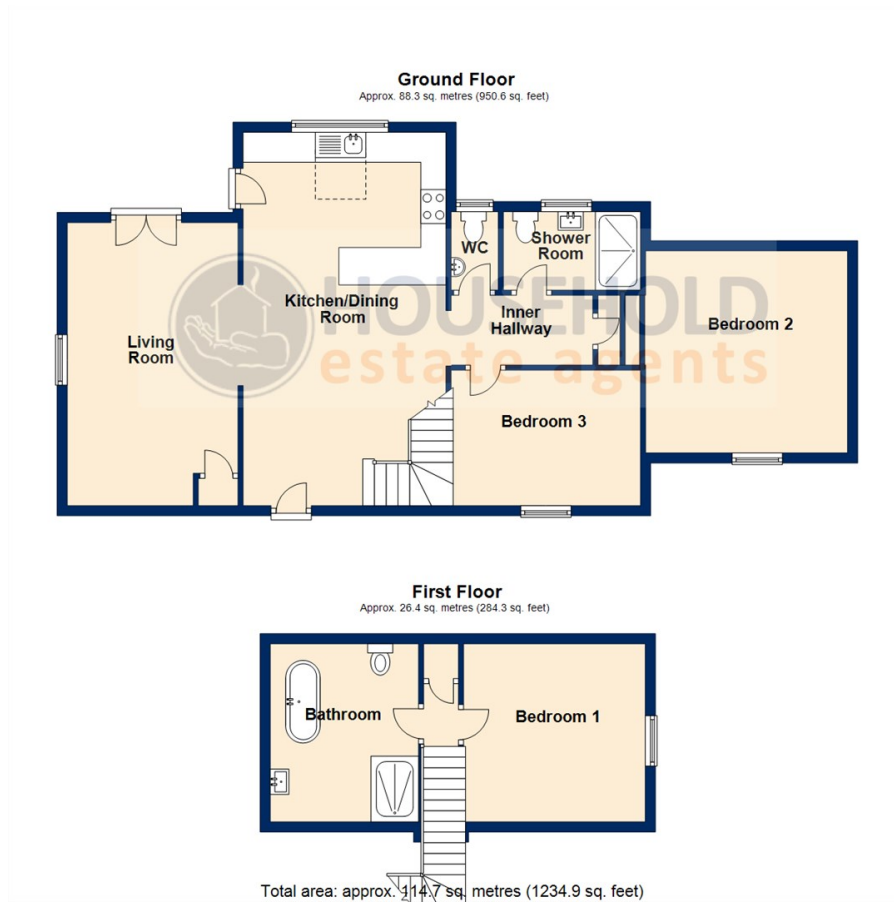 Ground Floor
Approx. 88.3 sq. metres (950.6 sq. feet)
WC
Shower
Room
Kitchen/Dining
Room
Inner
Hallway
Living
Room
Bedroom 2
HOUSEHOLD
estate agents
Bedroom 3
First Floor
Approx. 26.4 sq. metres (284.3 sq. feet)
Bathroom
Bedroom 1
Total area: approx. 114.7 sq. metres (1234.9 sq. feet)